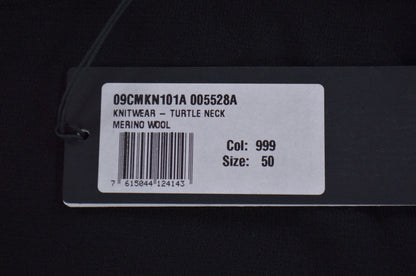 09CMKN101A 005528A
KNITWEAR – TURTLE NECK
MERINO WOOL
Col: 999
Size: 50
7 615044 124143